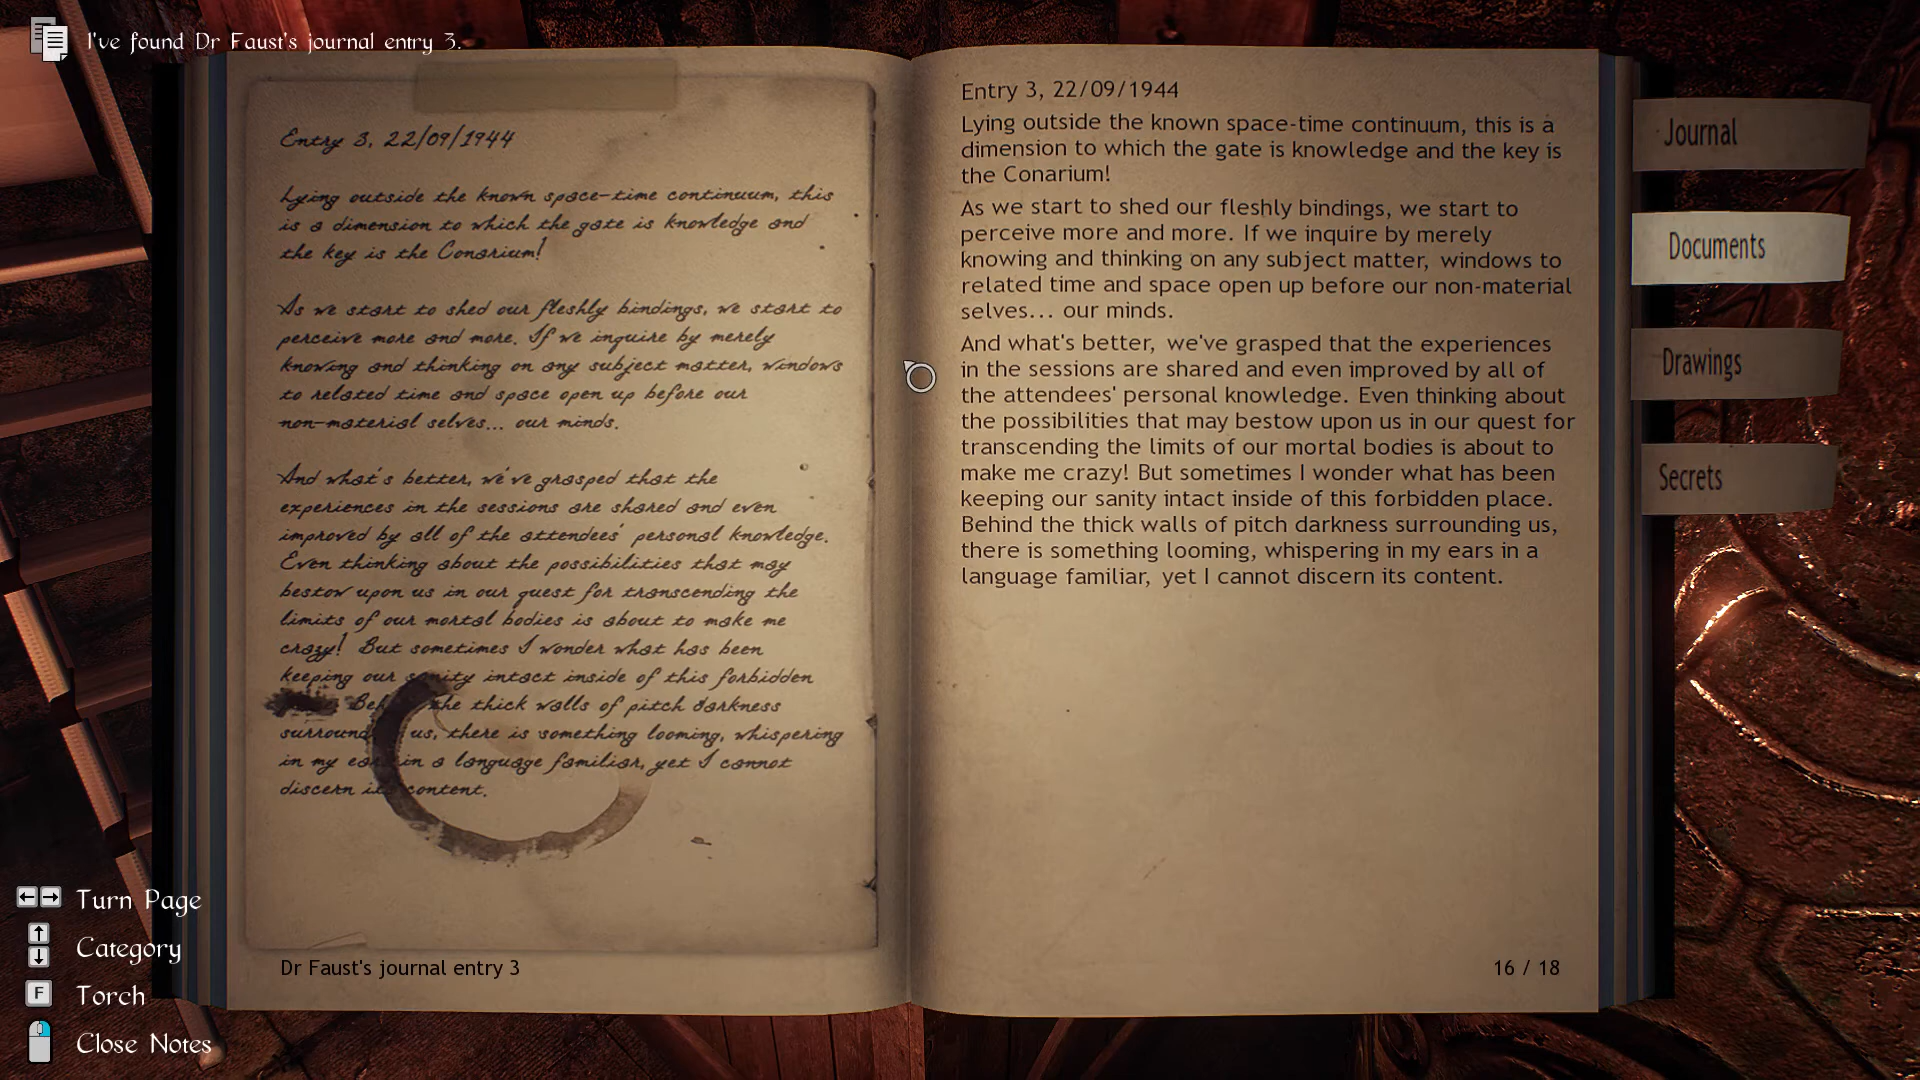 I've found Dr Faust's journal entry 3.
Entry 3, 22/09/1944
Lying outside the known space-time continuum, this
is a dimension to which the gate is knowledge and
the key is the Conarium!
As we start to shed our fleshly bindings, we start to
perceive more and more. If we inquire by merely
knowing and thinking on any subject matter, windows
to related time and space open up before our
non-material selves... our minds.
And what's better, we've grasped that the
experiences in the sessions are shared and even
improved by all of the attendees' personal knowledge.
Even thinking about the possibilities that may
bestow upon us in our quest for transcending the
limits of our mortal bodies is about to make me
crazy! But sometimes I wonder what has been
keeping our sanity intact inside of this forbidden
the thick walls of pitch darkness
us, there is something looming, whispering
in my in a language familiar, yet I cannot
discern its content.
Dr Faust's journal entry 3
Entry 3, 22/09/1944
Lying outside the known space-time continuum, this is a
dimension to which the gate is knowledge and the key is
the Conarium!
As we start to shed our fleshly bindings, we start to
perceive more and more. If we inquire by merely
knowing and thinking on any subject matter, windows to
related time and space open up before our non-material
selves... our minds.
And what's better, we've grasped that the experiences
in the sessions are shared and even improved by all of
the attendees' personal knowledge. Even thinking about
the possibilities that may bestow upon us in our quest for
transcending the limits of our mortal bodies is about to
make me crazy! But sometimes I wonder what has been
keeping our sanity intact inside of this forbidden place.
Behind the thick walls of pitch darkness surrounding us,
there is something looming, whispering in my ears in a
language familiar, yet I cannot discern its content.
16 / 18
Journal
Documents
Drawings
Secrets
Turn Page
Category
F Torch
Close Notes